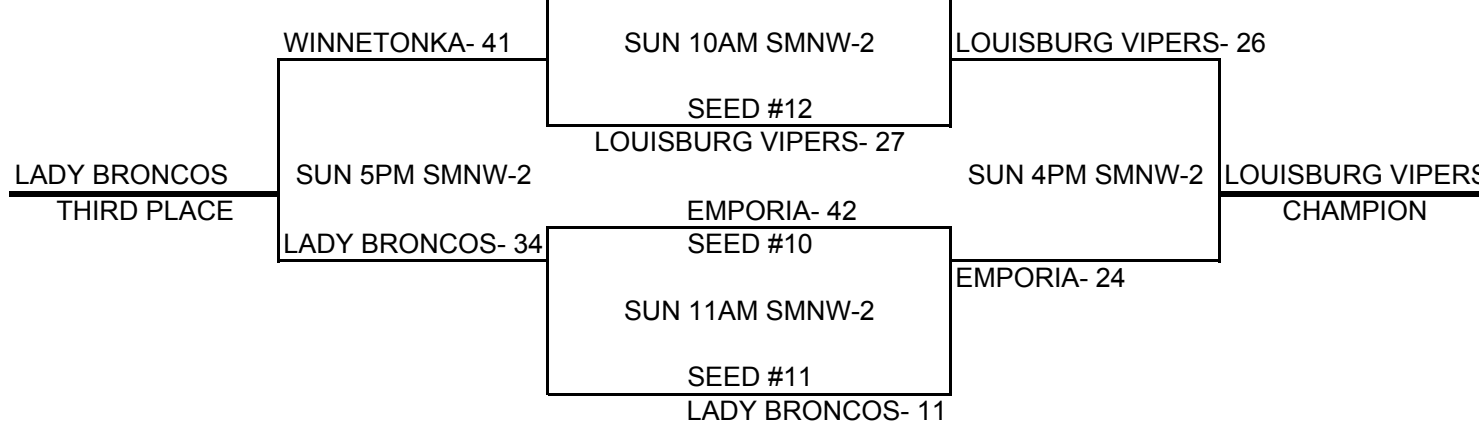 WINNETONKA- 41 SUN 10AM SMNW-2 LOUISBURG VIPERS- 26
SEED #12
LOUISBURG VIPERS- 27
LADY BRONCOS SUN 5PM SMNW-2 SUN 4PM SMNW-2 LOUISBURG VIPERS
THIRD PLACE EMPORIA- 42 CHAMPION
LADY BRONCOS- 34 SEED #10
EMPORIA- 24
SUN 11AM SMNW-2
SEED #11
LADY BRONCOS- 11